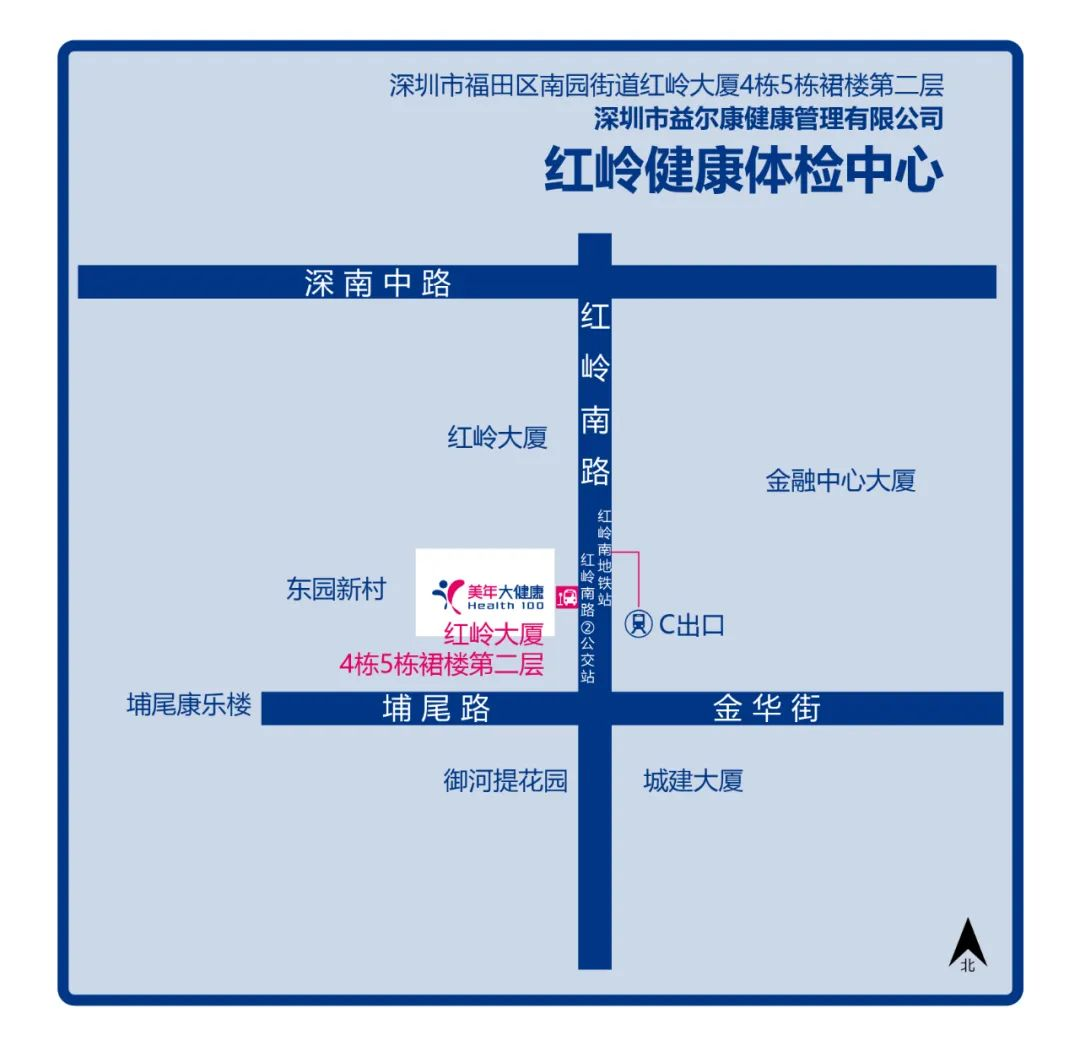 深圳市福田区南园街道红岭大厦4栋5栋裙楼第二层
深圳市益尔康健康管理有限公司
红岭健康体检中心
深南中路
红岭南路
红岭大厦
金融中心大厦
红岭南地铁站
红岭南路②公交站
东园新村
美年大健康
Health 100
C出口
红岭大厦
4栋5栋裙楼第二层
埔尾康乐楼
埔尾路
金华街
御河提花园
城建大厦
北